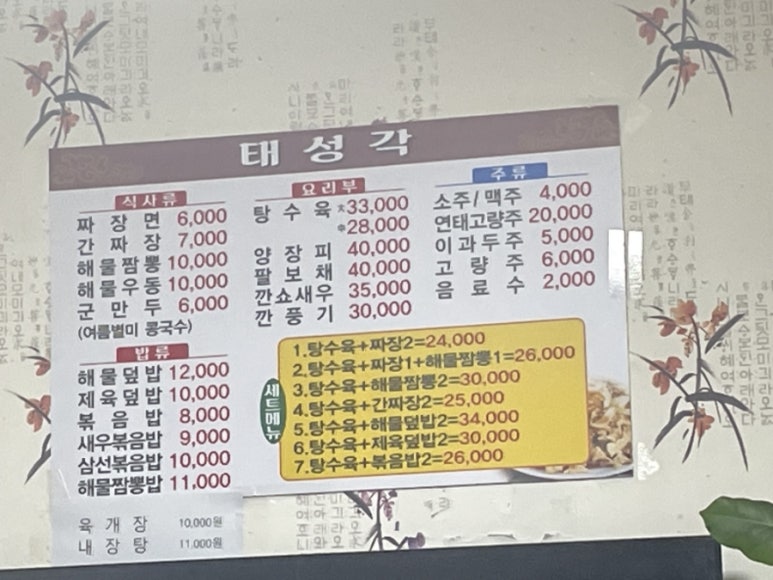 태성각
식사류
짜장면 6,000
간짜장 7,000
해물짬뽕 10,000
해물우동 10,000
군만두 6,000
(여름별미 콩국수)
밥류
해물덮밥 12,000
제육덮밥 10,000
볶음밥 8,000
새우볶음밥 9,000
삼선볶음밥 10,000
해물짬뽕밥 11,000
육개장 10,000원
내장탕 11,000원
요리부
탕수육 大33,000
中28,000
양장피 40,000
팔보채 40,000
깐쇼새우 35,000
깐풍기 30,000
주류
소주/맥주 4,000
연태고량주 20,000
이과두주 5,000
고량주 6,000
음료수 2,000
세트메뉴
1.탕수육+짜장2=24,000
2.탕수육+짜장1+해물짬뽕1=26,000
3.탕수육+해물짬뽕2=30,000
4.탕수육+간짜장2=25,000
5.탕수육+해물덮밥2=34,000
6.탕수육+제육덮밥2=30,000
7.탕수육+볶음밥2=26,000